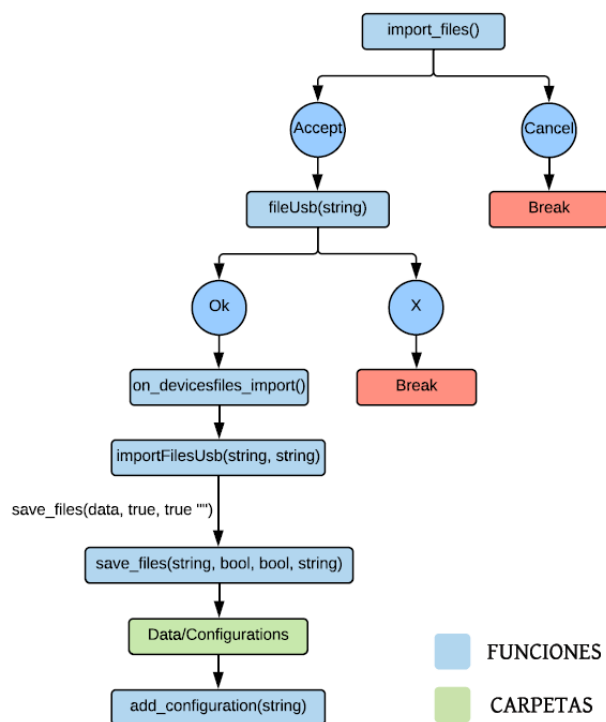 import_files()
Accept
Cancel
fileUsb(string)
Break
Ok
X
on_devicesfiles_import()
Break
importFilesUsb(string, string)
save_files(data, true, true "")
save_files(string, bool, bool, string)
Data/Configurations
FUNCIONES
add_configuration(string)
CARPETAS